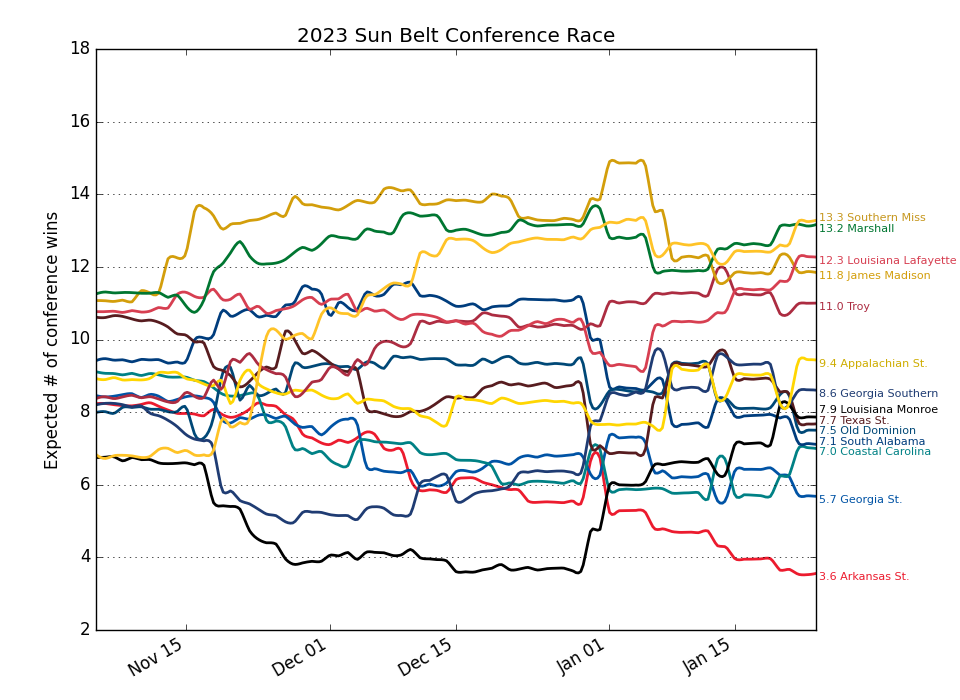 2023 Sun Belt Conference Race
Expected # of conference wins
18
16
14
12
10
8
6
4
2
13.3 Southern Miss
13.2 Marshall
12.3 Louisiana Lafayette
11.8 James Madison
11.0 Troy
9.4 Appalachian St.
8.6 Georgia Southern
7.9 Louisiana Monroe
7.7 Texas St.
7.5 Old Dominion
7.1 South Alabama
7.0 Coastal Carolina
5.7 Georgia St.
3.6 Arkansas St.
Nov 15
Dec 01
Dec 15
Jan 01
Jan 15